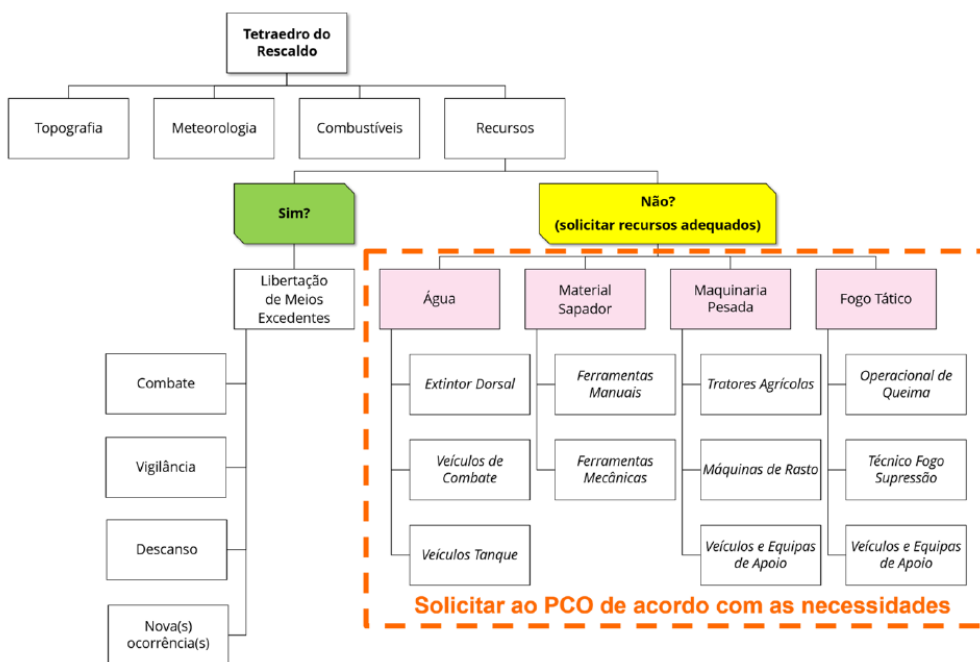 Tetraedro do
Rescaldo
Topografia
Meteorologia
Combustíveis
Recursos
Sim?
Não?
(solicitar recursos adequados)
Libertação
de Meios
Excedentes
Combate
Vigilância
Descanso
Nova(s)
ocorrência(s)
Água
Material
Sapador
Maquinaria
Pesada
Fogo Tático
Extintor Dorsal
Veículos de
Combate
Veículos Tanque
Ferramentas
Manuais
Ferramentas
Mecânicas
Tratores Agrícolas
Máquinas de Rasto
Veículos e Equipas
de Apoio
Operacional de
Queima
Técnico Fogo
Supressão
Veículos e Equipas
de Apoio
Solicitar ao PCO de acordo com as necessidades